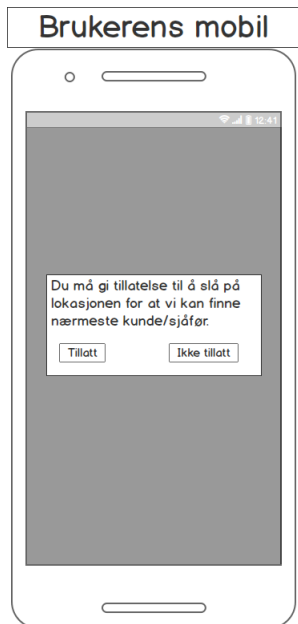 Brukerens mobil
12:41
Du må gi tillatelse til å slå på
lokasjonen for at vi kan finne
nærmeste kunde/sjåfør.
Tillatt
Ikke tillatt